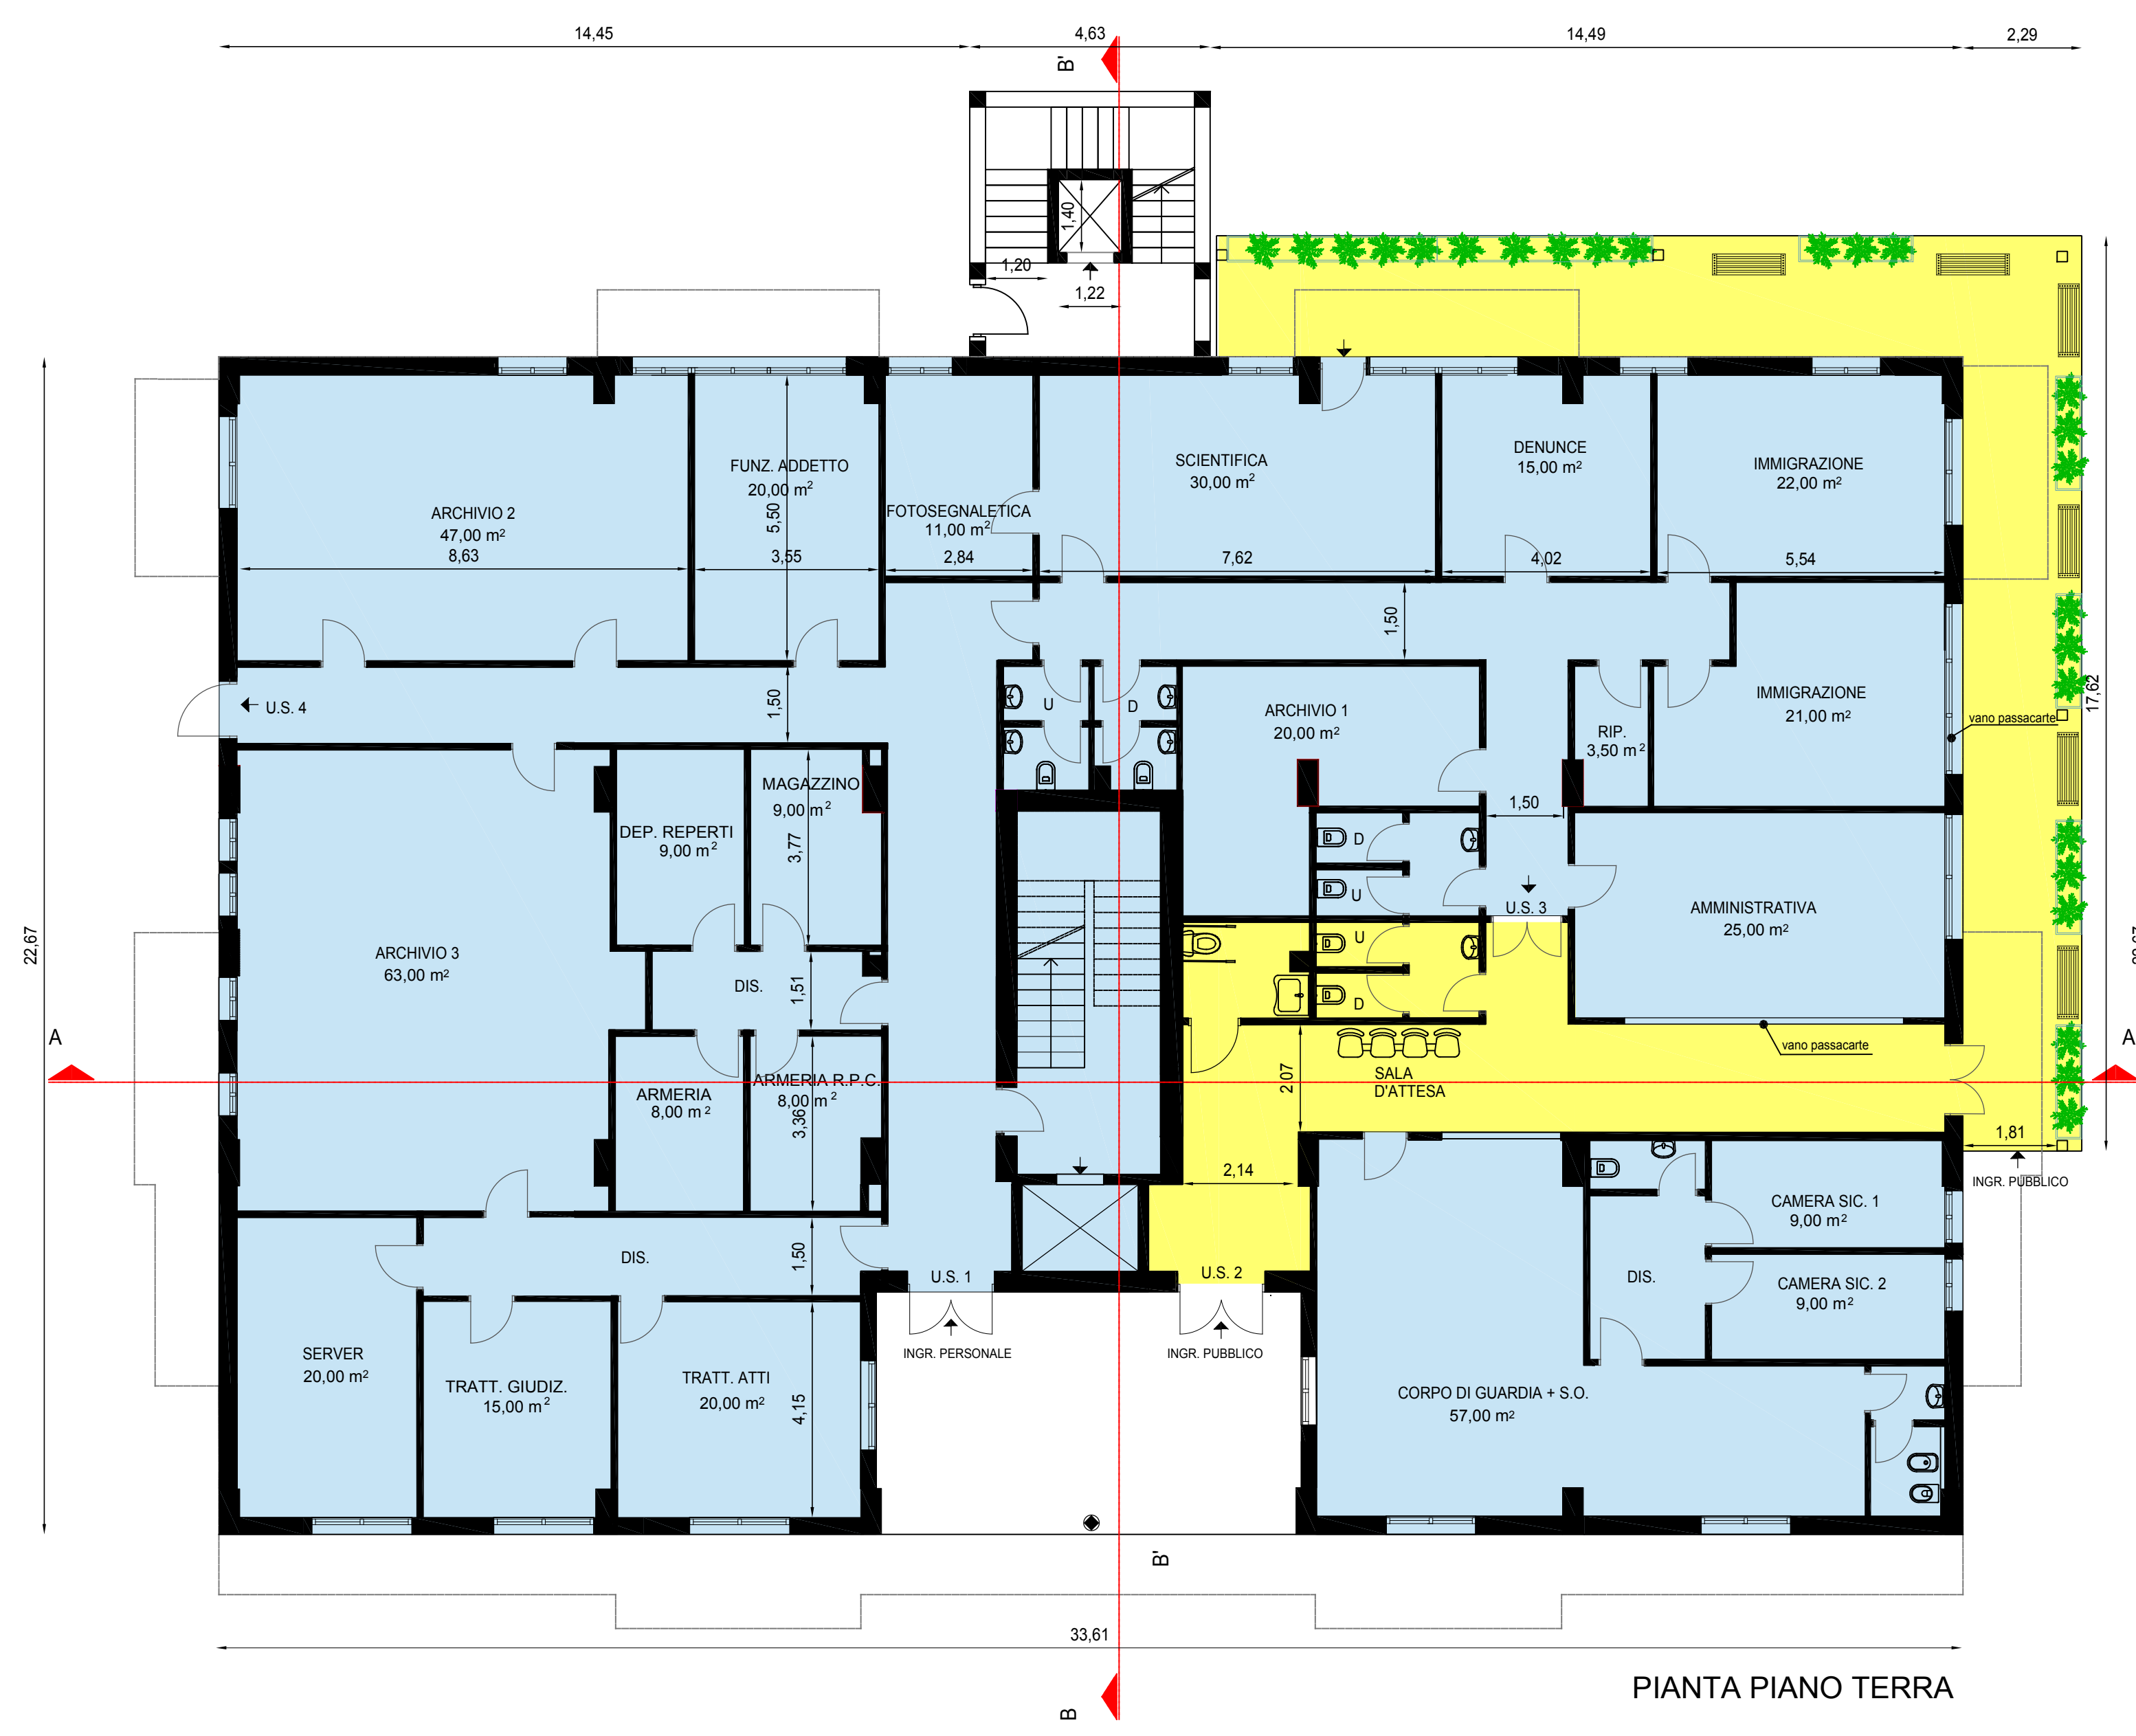 14,45
4,63
14,49
2,29
B'
1,40
1,20
1,22
FUNZ. ADDETTO
20,00 m²
5,50
3,55
SCIENTIFICA
30,00 m²
7,62
DENUNCE
15,00 m²
4,02
IMMIGRAZIONE
22,00 m²
5,54
ARCHIVIO 2
47,00 m²
8,63
FOTOSEGNALETICA
11,00 m²
2,84
1,50
U.S. 4
1,50
U
D
ARCHIVIO 1
20,00 m²
RIP.
3,50 m²
IMMIGRAZIONE
21,00 m²
vano passacarte
17,62
MAGAZZINO
9,00 m²
3,77
DEP. REPERTI
9,00 m²
1,50
D
U
U.S. 3
AMMINISTRATIVA
25,00 m²
22,67
ARCHIVIO 3
63,00 m²
DIS.
1,51
U
D
vano passacarte
A
A
SALA
D'ATTESA
2,07
ARMERIA
8,00 m²
ARMERIA R.P.C.
8,00 m²
3,36
2,14
1,81
INGR. PUBBLICO
CAMERA SIC. 1
9,00 m²
DIS.
1,50
U.S. 1
U.S. 2
DIS.
CAMERA SIC. 2
9,00 m²
INGR. PERSONALE
INGR. PUBBLICO
SERVER
20,00 m²
TRATT. GIUDIZ.
15,00 m²
TRATT. ATTI
20,00 m²
4,15
CORPO DI GUARDIA + S.O.
57,00 m²
B'
33,61
PIANTA PIANO TERRA
B